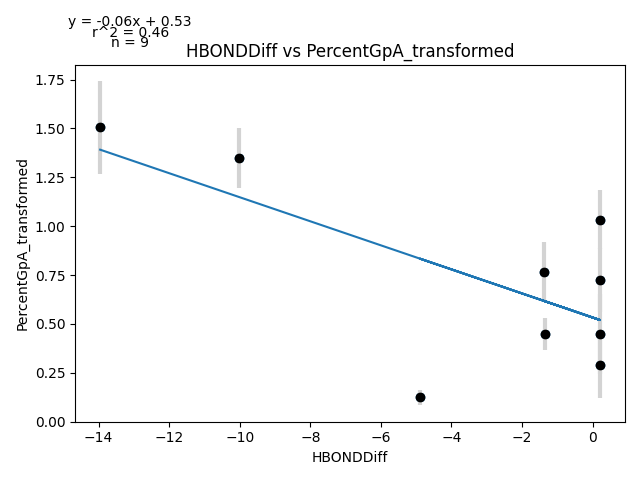 y = -0.06x + 0.53
r^2 = 0.46
n = 9
HBONDDiff vs PercentGpA_transformed
PercentGpA_transformed
1.75
1.50
1.25
1.00
0.75
0.50
0.25
0.00
−14 −12 −10 −8 −6 −4 −2 0
HBONDDiff